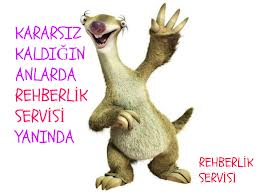 KARARSIZ
KALDIĞIN
ANLARDA
REHBERLİK
SERVİSİ
YANINDA
REHBERLİK
SERVİSİ